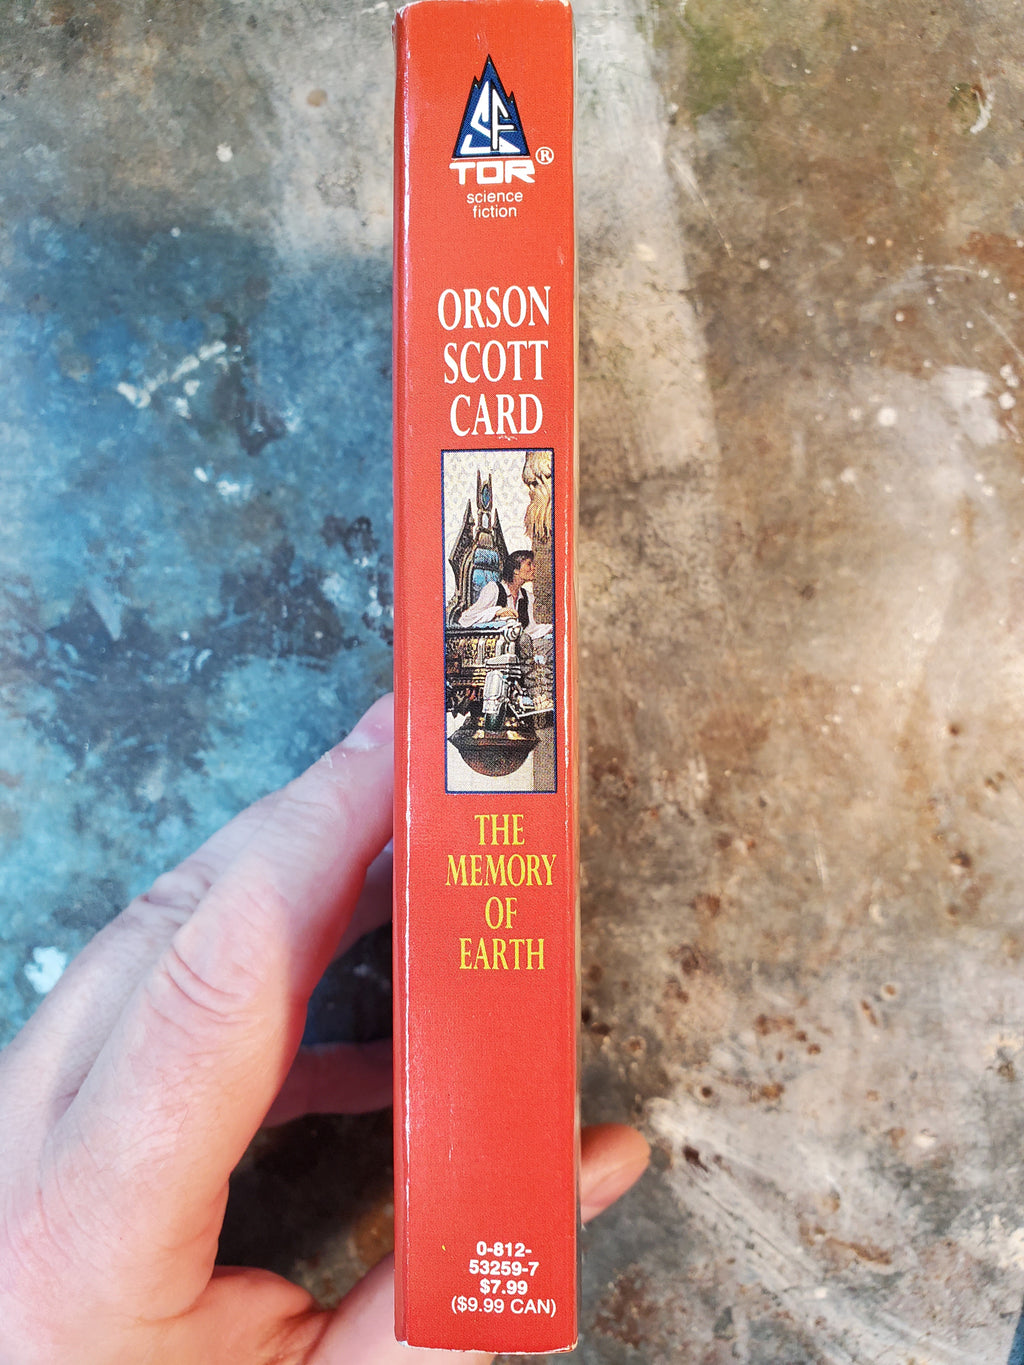 SF
TOR®
science
fiction
ORSON
SCOTT
CARD
THE
MEMORY
OF
EARTH
0-812-
53259-7
$7.99
($9.99 CAN)